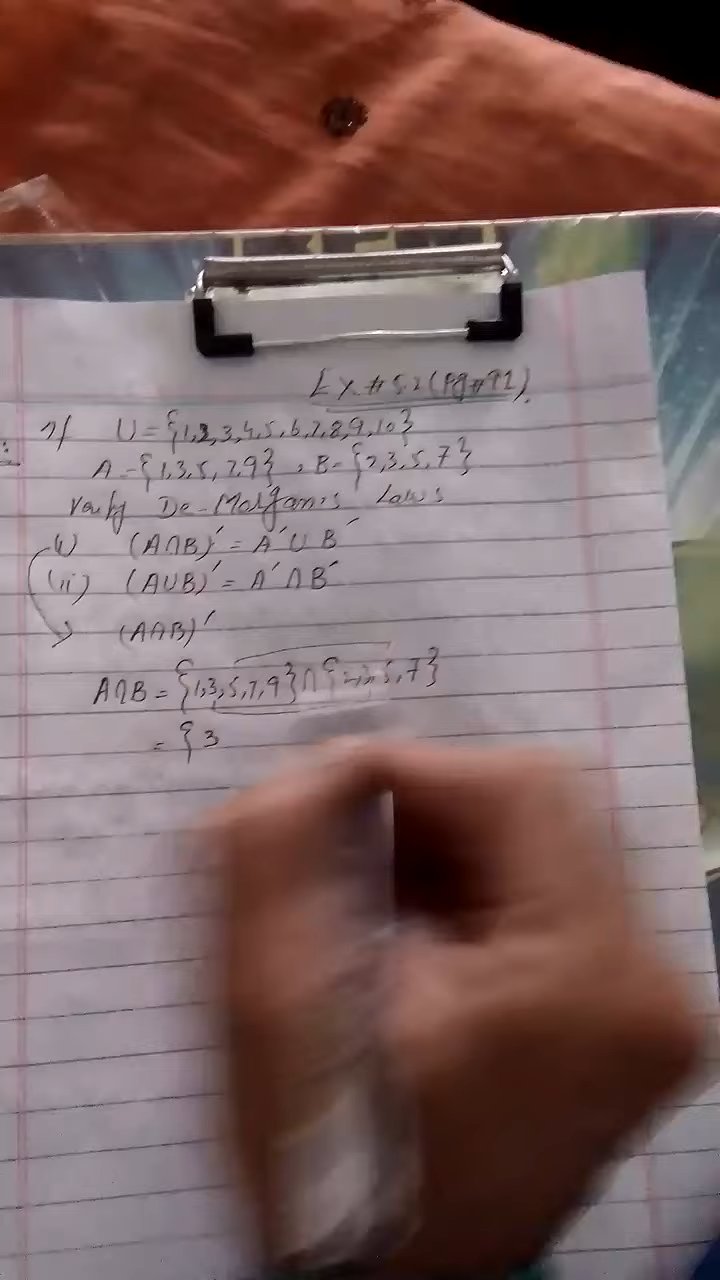 Ex # 5.2 (Pg # 91)
1/ U = {1,2,3,4,5,6,7,8,9,10}
A = {1,3,5,7,9} , B = {2,3,5,7}
Verify De-Morgan's Laws
(i) (A∩B)′ = A′ ∪ B′
(ii) (A∪B)′ = A′ ∩ B′
(A∩B)′
A∩B = {1,3,5,7,9} ∩ {2,3,5,7}
= {3